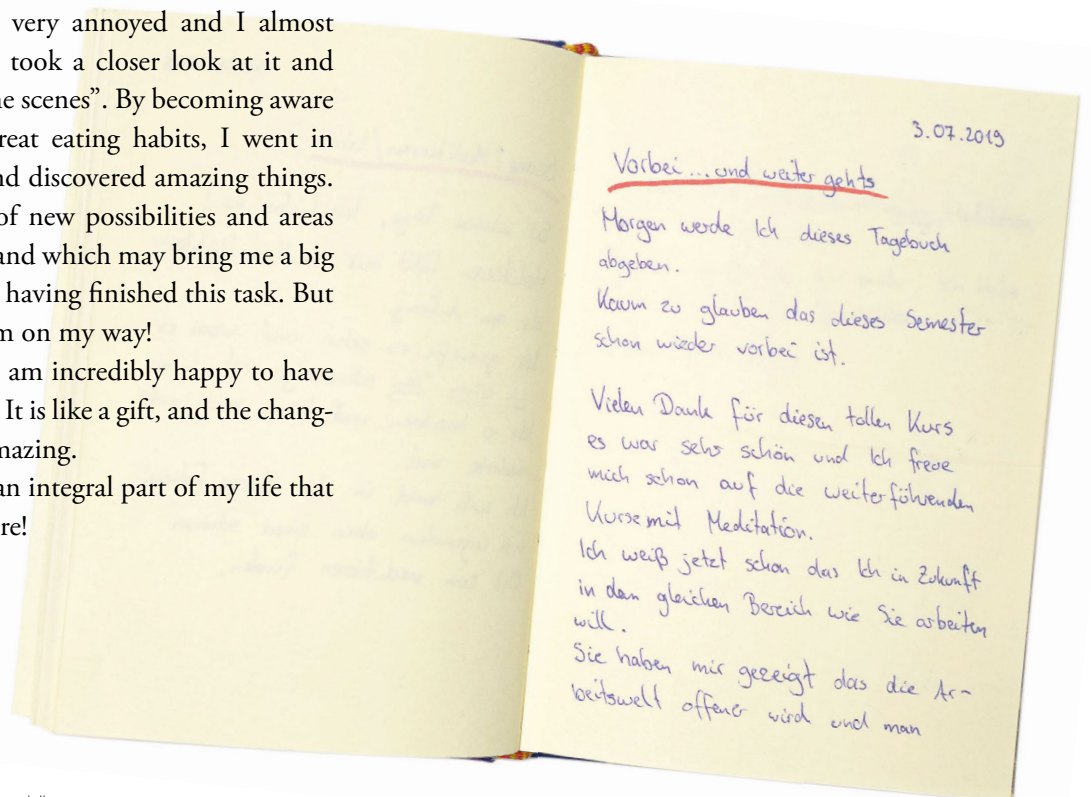 very annoyed and I almost
took a closer look at it and
e scenes”. By becoming aware
reat eating habits, I went in
nd discovered amazing things.
of new possibilities and areas
and which may bring me a big
having finished this task. But
m on my way!
am incredibly happy to have
It is like a gift, and the chang-
mazing.
an integral part of my life that
re!
3.07.2019
Vorbei ... und weiter gehts
Morgen werde Ich dieses Tagebuch
abgeben.
Kaum zu glauben das dieses Semester
schon wieder vorbei ist.
Vielen Dank für diesen tollen Kurs
es war sehr schön und Ich freue
mich schon auf die weiterführenden
Kurse mit Meditation.
Ich weiß jetzt schon das Ich in Zukunft
in dem gleichen Bereich wie Sie arbeiten
will.
Sie haben mir gezeigt das die Ar-
beitswelt offener wird und man